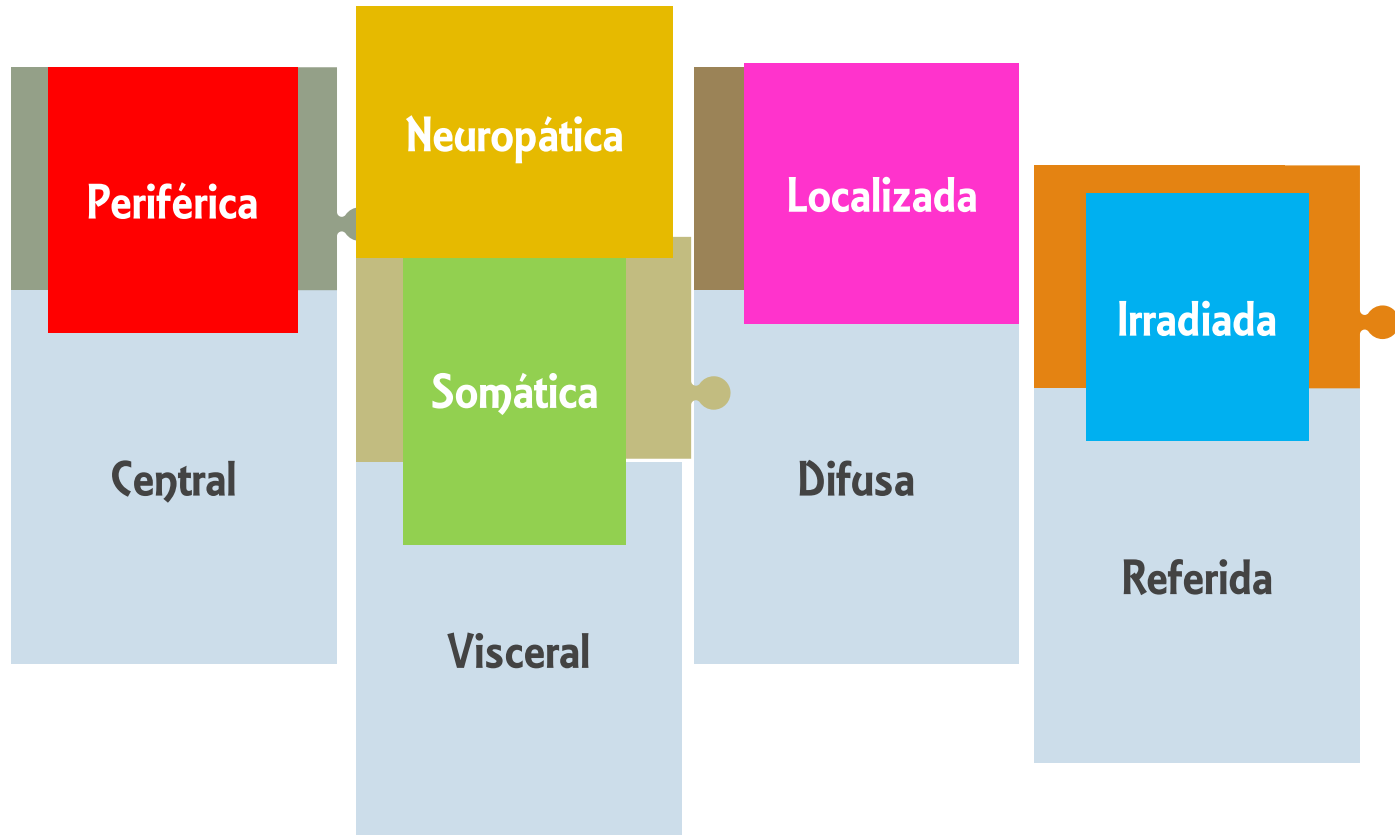 Periférica
Central
Neuropática
Somática
Visceral
Localizada
Difusa
Irradiada
Referida